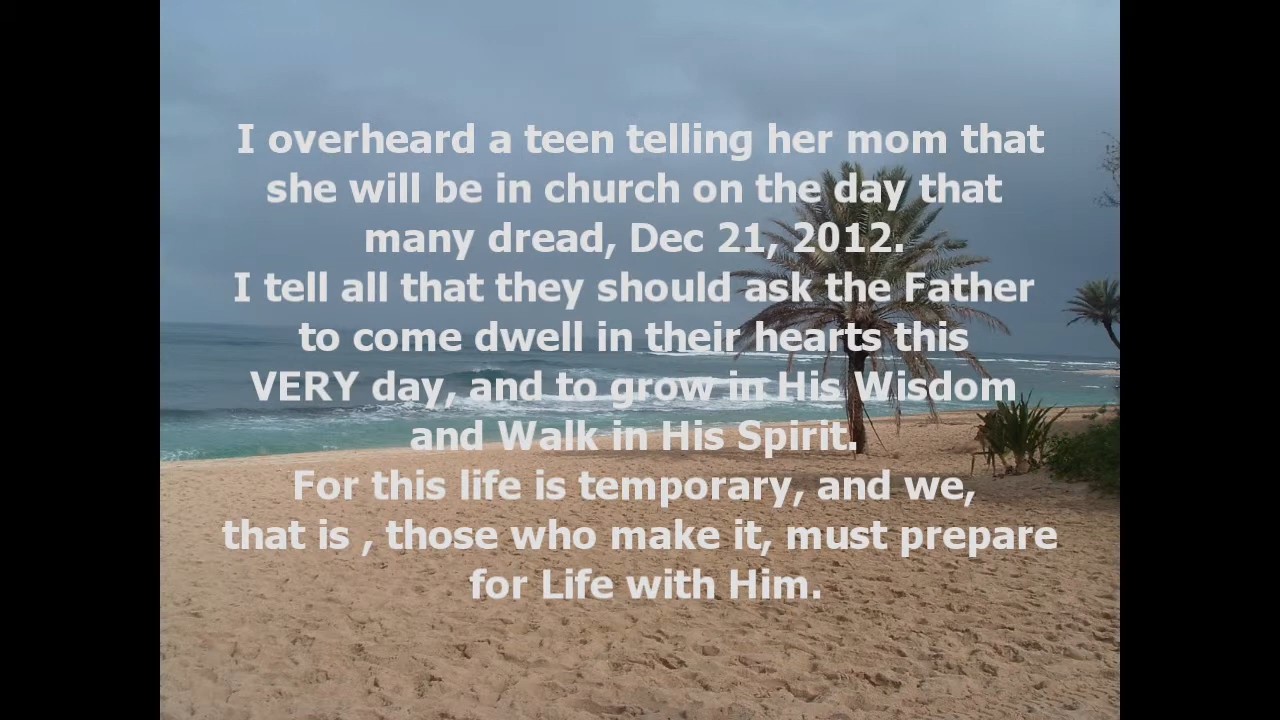 I overheard a teen telling her mom that
she will be in church on the day that
many dread, Dec 21, 2012.
I tell all that they should ask the Father
to come dwell in their hearts this
VERY day, and to grow in His Wisdom
and Walk in His Spirit.
For this life is temporary, and we,
that is , those who make it, must prepare
for Life with Him.